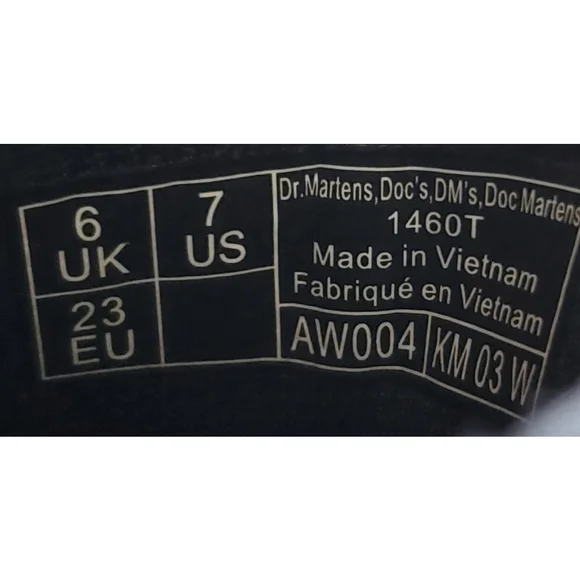 6
UK
7
US
23
EU
Dr.Martens,Doc's,DM's,Doc Martens
1460T
Made in Vietnam
Fabriqué en Vietnam
AW004
KM 03 W